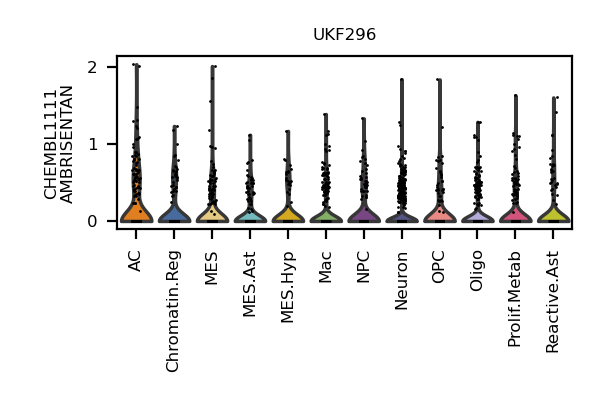 UKF296
CHEMBL1111
AMBRISENTAN
2
1
0
AC
Chromatin.Reg
MES
MES.Ast
MES.Hyp
Mac
NPC
Neuron
OPC
Oligo
Prolif.Metab
Reactive.Ast